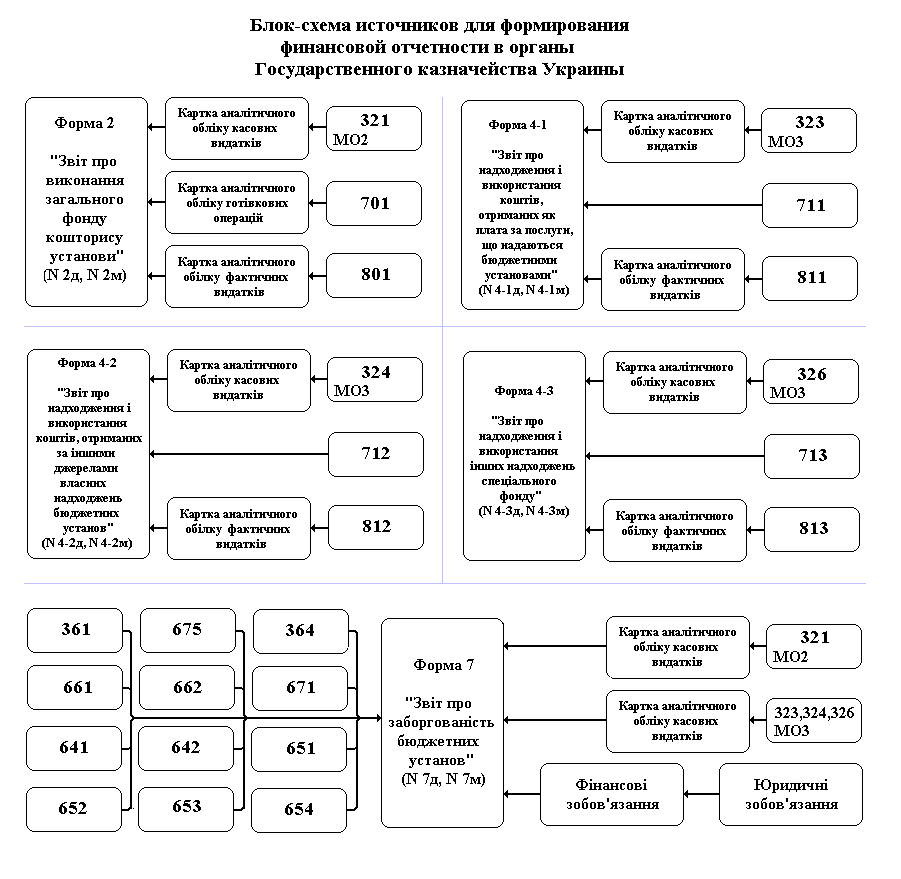 Блок-схема источников для формирования
финансовой отчетности в органы
Государственного казначейства Украины
Форма 2
"Звіт про
виконання
загального
фонду
кошторису
установи"
(N 2д, N 2м)
Картка аналітичного
обліку касових
видатків
321
МО2
Картка аналітичного
обліку готівкових
операцій
701
Картка аналітичного
обілку фактичних
видатків
801
Форма 4-1
"Звіт про
надходження і
використання
коштів,
отриманих як
плата за послуги,
що надаються
бюджетними
установами"
(N 4-1д, N 4-1м)
Картка аналітичного
обліку касових
видатків
323
МО3
711
Картка аналітичного
обілку фактичних
видатків
811
Форма 4-2
"Звіт про
надходження і
використання
коштів, отриманих
за іншими
джерелами
власних
надходжень
бюджетних
установ"
(N 4-2д, N 4-2м)
Картка аналітичного
обліку касових
видатків
324
МО3
712
Картка аналітичного
обілку фактичних
видатків
812
Форма 4-3
"Звіт про
надходження і
використання
інших надходжень
спеціального
фонду"
(N 4-3д, N 4-3м)
Картка аналітичного
обліку касових
видатків
326
МО3
713
Картка аналітичного
обілку фактичних
видатків
813
361
675
364
661
662
671
641
642
651
652
653
654
Форма 7
"Звіт про
заборгованість
бюджетних
установ"
(N 7д, N 7м)
Картка аналітичного
обліку касових
видатків
321
МО2
Картка аналітичного
обліку касових
видатків
323,324,326
МО3
Фінансові
зобов'язання
Юридичні
зобов'язання